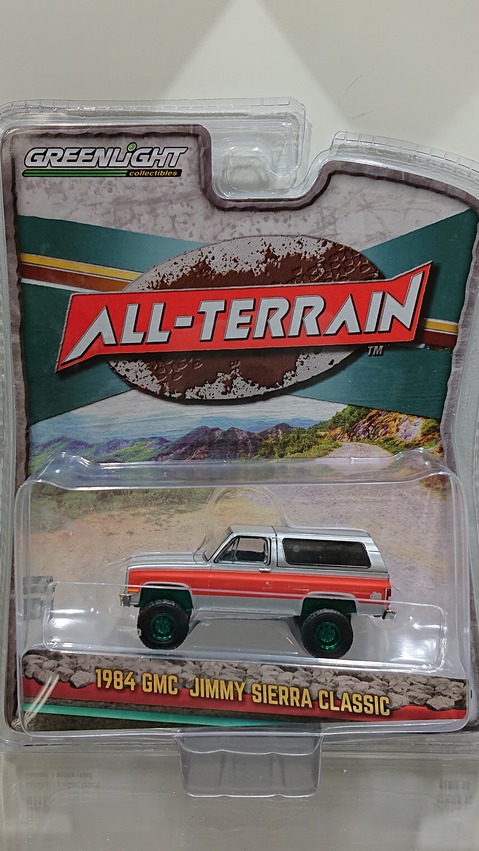 GREENLIGHT
collectibles
ALL-TERRAIN
TM
1984 GMC JIMMY SIERRA CLASSIC